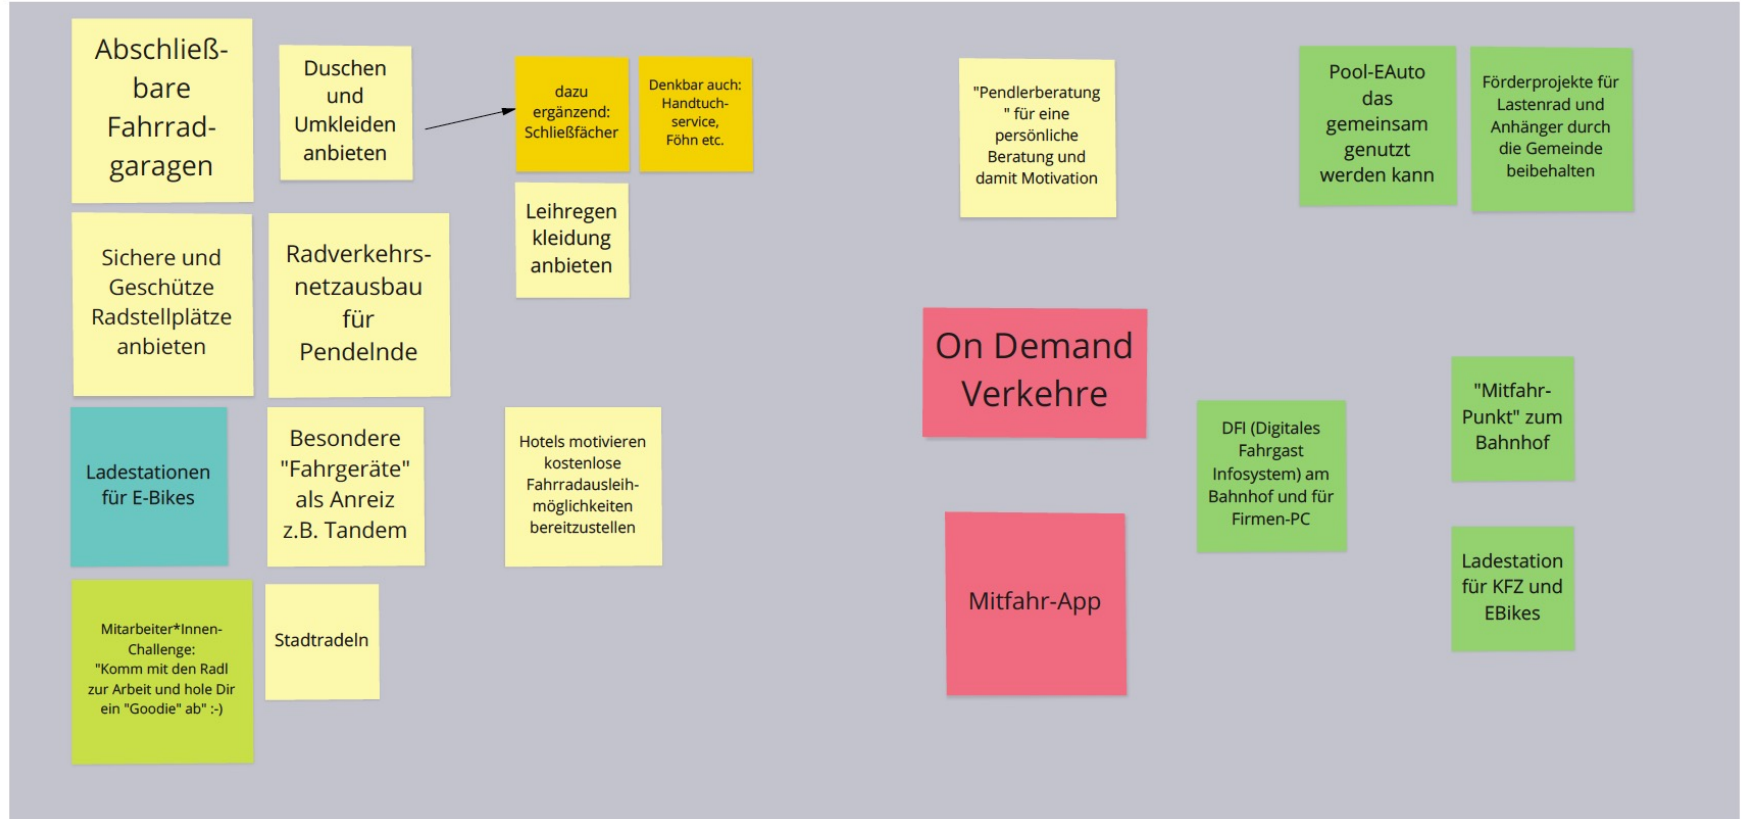 Abschließ-
bare
Fahrrad-
garagen
Duschen
und
Umkleiden
anbieten
dazu
ergänzend:
Schließfächer
Denkbar auch:
Handtuch-
service,
Föhn etc.
Leihregen
kleidung
anbieten
Sichere und
Geschütze
Radstellplätze
anbieten
Radverkehrs-
netzausbau
für
Pendelnde
Ladestationen
für E-Bikes
Besondere
"Fahrgeräte"
als Anreiz
z.B. Tandem
Hotels motivieren
kostenlose
Fahrradausleih-
möglichkeiten
bereitzustellen
Mitarbeiter*Innen-
Challenge:
"Komm mit den Radl
zur Arbeit und hole Dir
ein "Goodie" ab" :-)
Stadtradeln
"Pendlerberatung
" für eine
persönliche
Beratung und
damit Motivation
On Demand
Verkehre
Mitfahr-App
Pool-EAuto
das
gemeinsam
genutzt
werden kann
Förderprojekte für
Lastenrad und
Anhänger durch
die Gemeinde
beibehalten
DFI (Digitales
Fahrgast
Infosystem) am
Bahnhof und für
Firmen-PC
"Mitfahr-
Punkt" zum
Bahnhof
Ladestation
für KFZ und
EBikes